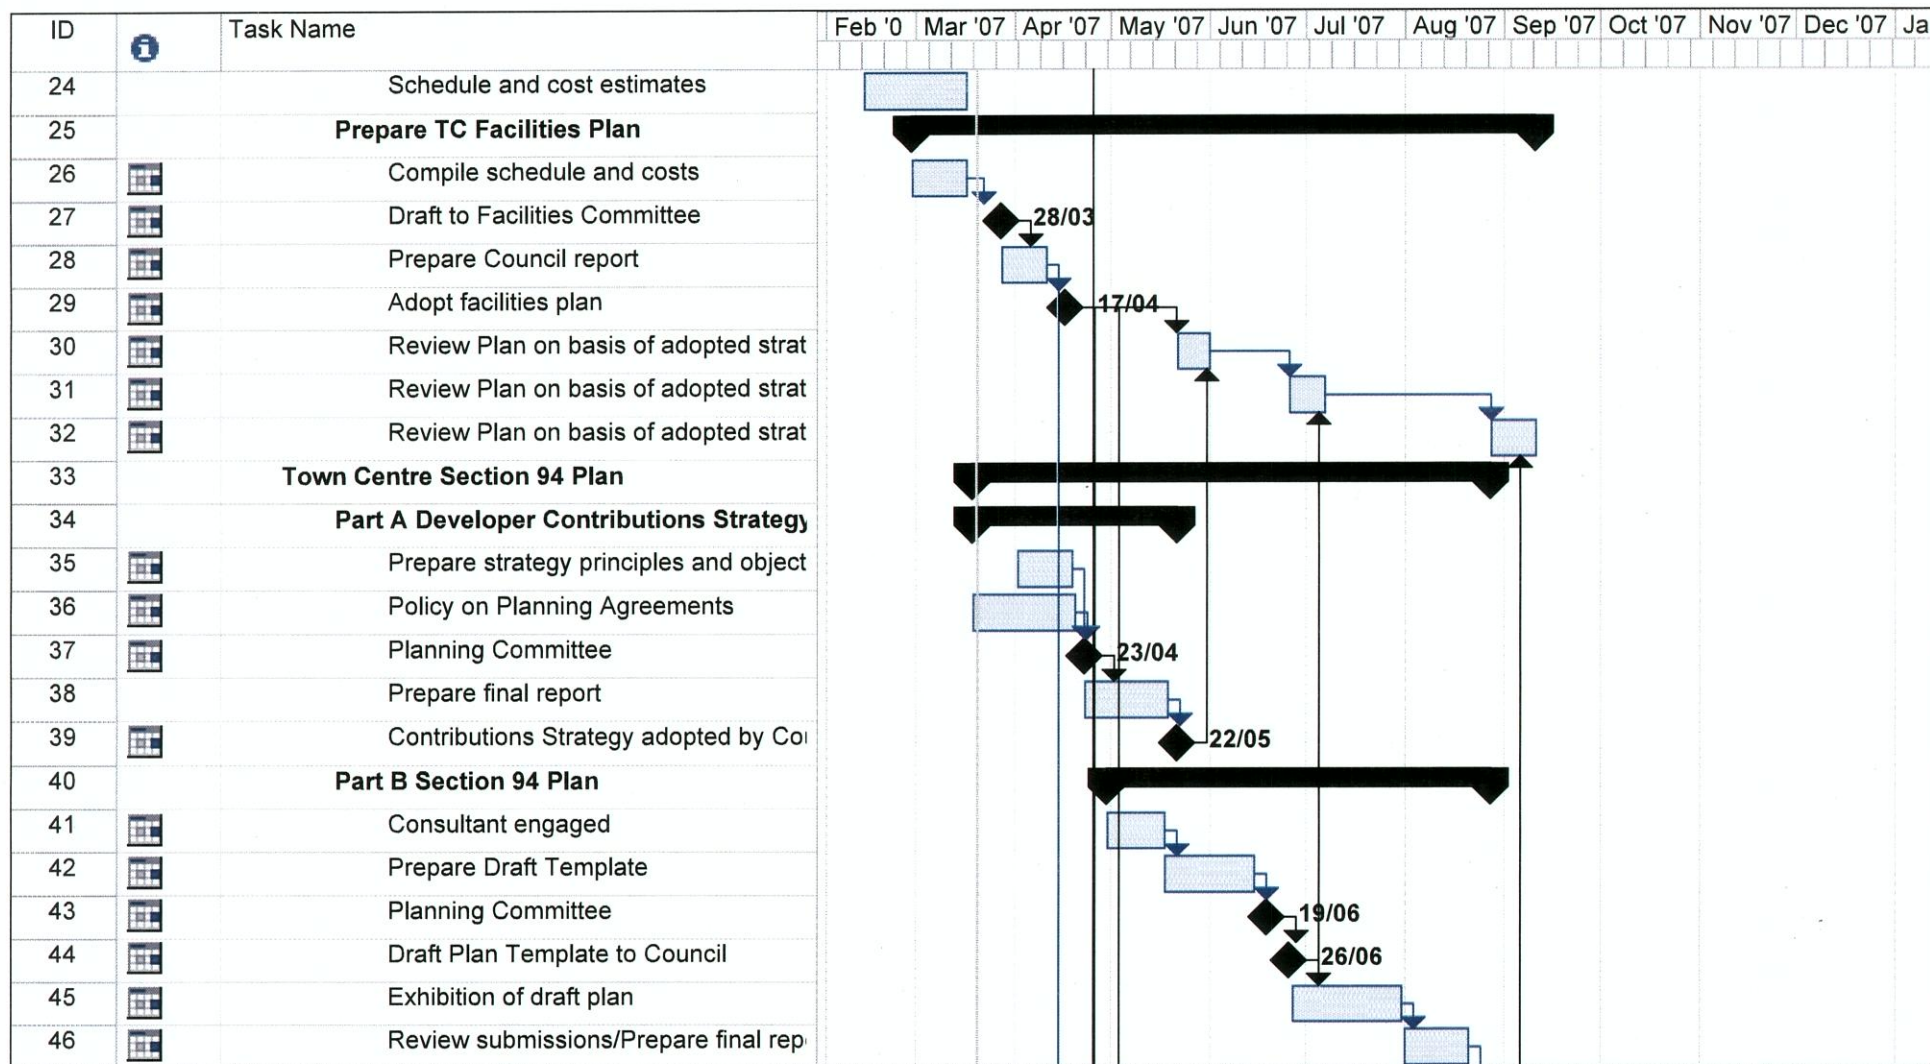 ID Task Name Feb '0 Mar '07 Apr '07 May '07 Jun '07 Jul '07 Aug '07 Sep '07 Oct '07 Nov '07 Dec '07 Ja
24 Schedule and cost estimates
25 Prepare TC Facilities Plan
26 Compile schedule and costs
27 Draft to Facilities Committee 28/03
28 Prepare Council report
29 Adopt facilities plan 17/04
30 Review Plan on basis of adopted strat
31 Review Plan on basis of adopted strat
32 Review Plan on basis of adopted strat
33 Town Centre Section 94 Plan
34 Part A Developer Contributions Strategy
35 Prepare strategy principles and object
36 Policy on Planning Agreements
37 Planning Committee 23/04
38 Prepare final report
39 Contributions Strategy adopted by Co 22/05
40 Part B Section 94 Plan
41 Consultant engaged
42 Prepare Draft Template
43 Planning Committee 19/06
44 Draft Plan Template to Council 26/06
45 Exhibition of draft plan
46 Review submissions/Prepare final rep